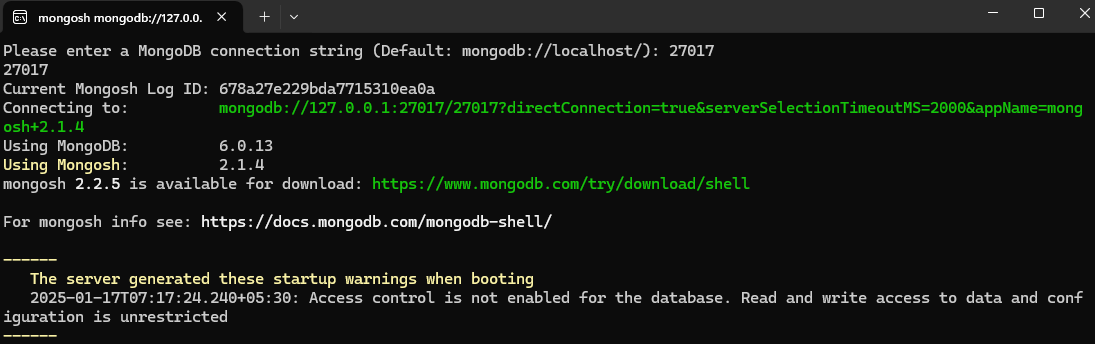 mongosh mongodb://127.0.0.
Please enter a MongoDB connection string (Default: mongodb://localhost/): 27017
27017
Current Mongosh Log ID: 678a27e229bda7715310ea0a
Connecting to: mongodb://127.0.0.1:27017/27017?directConnection=true&serverSelectionTimeoutMS=2000&appName=mong
osh+2.1.4
Using MongoDB: 6.0.13
Using Mongosh: 2.1.4
mongosh 2.2.5 is available for download: https://www.mongodb.com/try/download/shell
For mongosh info see: https://docs.mongodb.com/mongodb-shell/
------
The server generated these startup warnings when booting
2025-01-17T07:17:24.240+05:30: Access control is not enabled for the database. Read and write access to data and conf
iguration is unrestricted
------